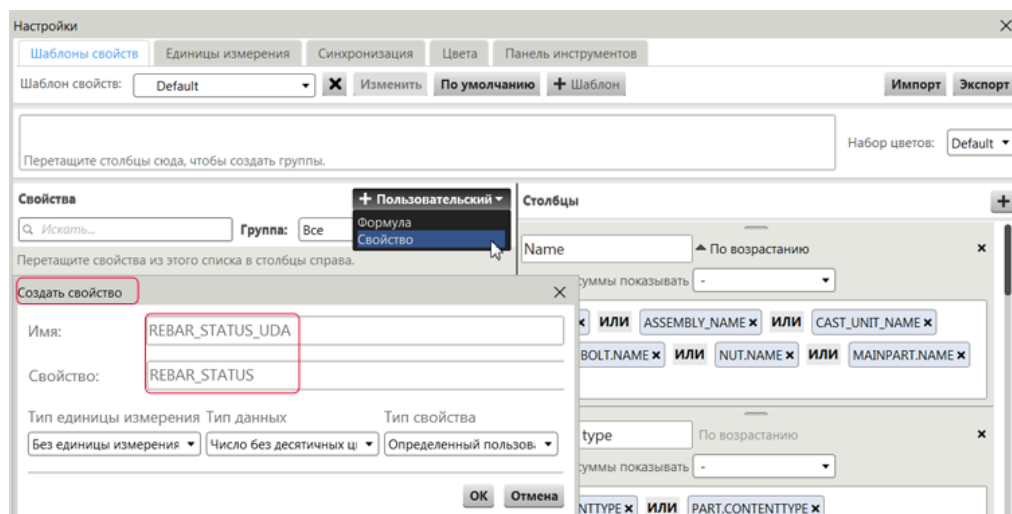 Настройки
Шаблоны свойств Единицы измерения Синхронизация Цвета Панель инструментов
Шаблон свойств: Default Изменить По умолчанию + Шаблон Импорт Экспорт
Перетащите столбцы сюда, чтобы создать группы.
Набор цветов: Default
Свойства + Пользовательский Столбцы +
Искать... Группа: Все
Формула
Свойство
Перетащите свойства из этого списка в столбцы справа.
Name По возрастанию
суммы показывать -
ИЛИ ASSEMBLY_NAME ИЛИ CAST_UNIT_NAME
BOLT.NAME ИЛИ NUT.NAME ИЛИ MAINPART.NAME
type По возрастанию
суммы показывать -
NTTYPE ИЛИ PART.CONTENTTYPE
Создать свойство
Имя: REBAR_STATUS_UDA
Свойство: REBAR_STATUS
Тип единицы измерения Тип данных Тип свойства
Без единицы измерения Число без десятичных ц Определенный пользов.
OK Отмена